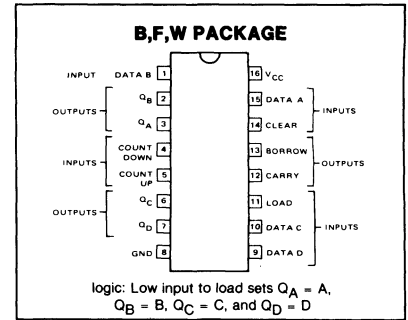 B,F,W PACKAGE
INPUT DATA B 1 16 VCC
QB 2 15 DATA A
OUTPUTS INPUTS
QA 3 14 CLEAR
COUNT DOWN 4 13 BORROW
INPUTS OUTPUTS
COUNT UP 5 12 CARRY
QC 6 11 LOAD
OUTPUTS
QD 7 10 DATA C INPUTS
GND 8 9 DATA D
logic: Low input to load sets QA = A,
QB = B, QC = C, and QD = D